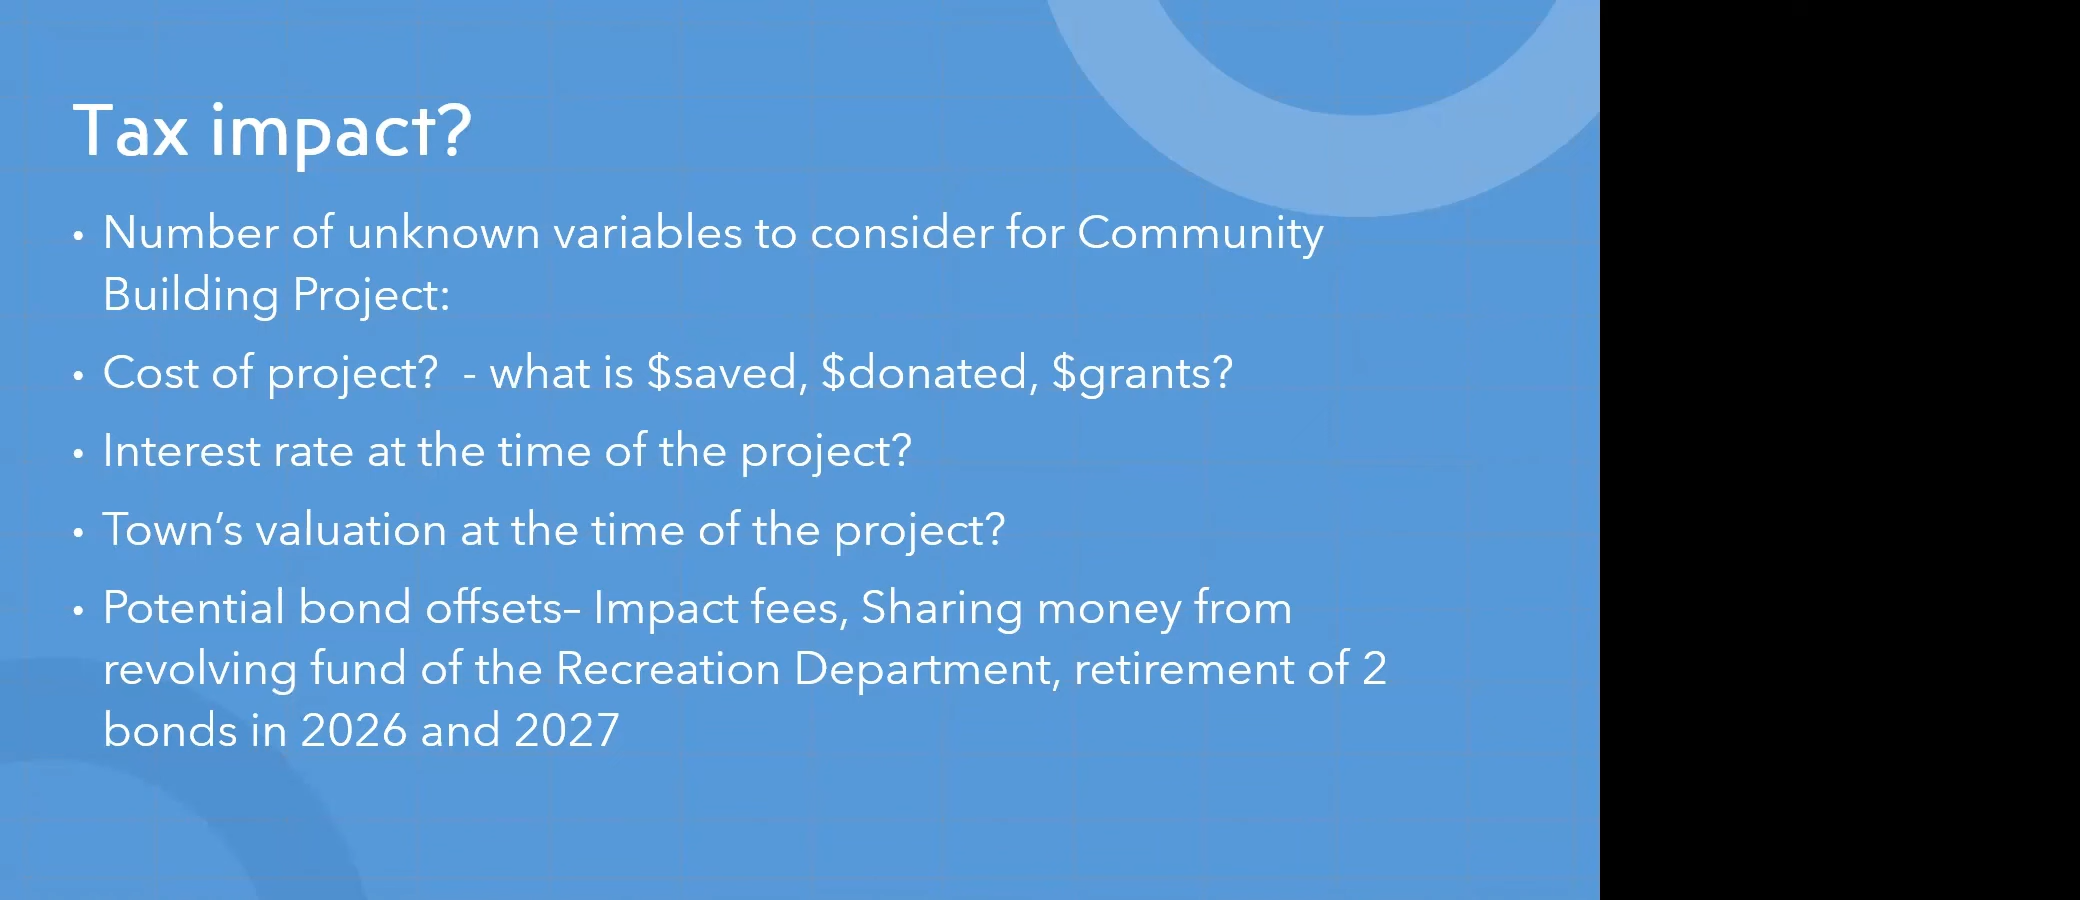 Tax impact?
• Number of unknown variables to consider for Community
Building Project:
• Cost of project?  - what is $saved, $donated, $grants?
• Interest rate at the time of the project?
• Town’s valuation at the time of the project?
• Potential bond offsets– Impact fees, Sharing money from
revolving fund of the Recreation Department, retirement of 2
bonds in 2026 and 2027